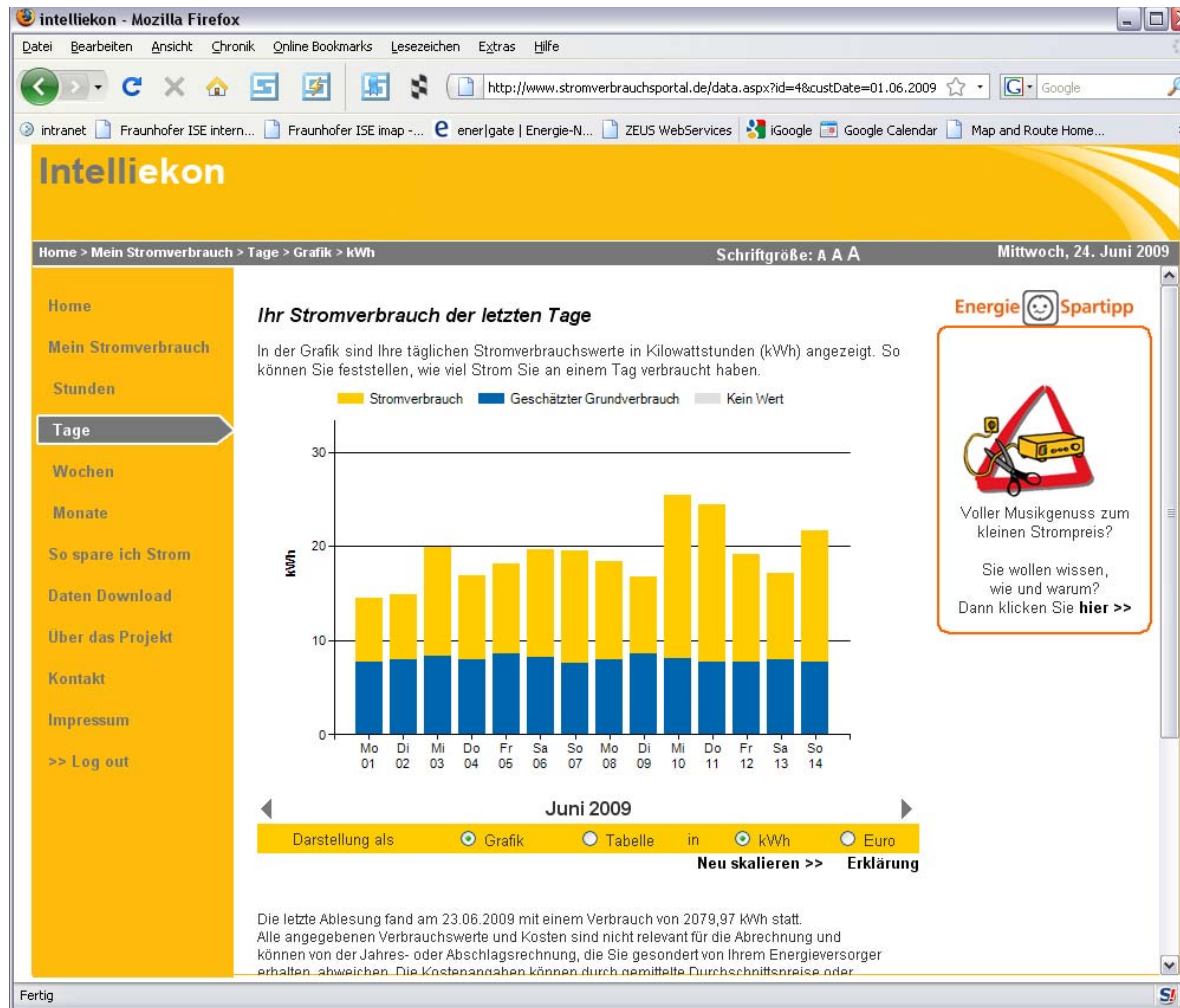 intelliekon - Mozilla Firefox
Datei Bearbeiten Ansicht Chronik Online Bookmarks Lesezeichen Extras Hilfe
http://www.stromverbrauchsportal.de/data.aspx?id=4&custDate=01.06.2009 G Google
intranet Fraunhofer ISE intern... Fraunhofer ISE imap -... ener|gate | Energie-N... ZEUS WebServices iGoogle Google Calendar Map and Route Home...
Intelliekon
Home > Mein Stromverbrauch > Tage > Grafik > kWh Schriftgröße: A A A Mittwoch, 24. Juni 2009
Home
Mein Stromverbrauch
Stunden
Tage
Wochen
Monate
So spare ich Strom
Daten Download
Über das Projekt
Kontakt
Impressum
>> Log out
Ihr Stromverbrauch der letzten Tage
In der Grafik sind Ihre täglichen Stromverbrauchswerte in Kilowattstunden (kWh) angezeigt. So
können Sie feststellen, wie viel Strom Sie an einem Tag verbraucht haben.
Stromverbrauch Geschätzter Grundverbrauch Kein Wert
30
20
10
0
kWh
Mo Di Mi Do Fr Sa So Mo Di Mi Do Fr Sa So
01 02 03 04 05 06 07 08 09 10 11 12 13 14
Juni 2009
Darstellung als Grafik Tabelle in kWh Euro
Neu skalieren >> Erklärung
Die letzte Ablesung fand am 23.06.2009 mit einem Verbrauch von 2079,97 kWh statt.
Alle angegebenen Verbrauchswerte und Kosten sind nicht relevant für die Abrechnung und
können von der Jahres- oder Abschlagsrechnung, die Sie gesondert von Ihrem Energieversorger
erhalten, abweichen. Die Kostenangaben können durch gemittelte Durchschnittspreise oder
Energie Spartipp
Voller Musikgenuss zum
kleinen Strompreis?
Sie wollen wissen,
wie und warum?
Dann klicken Sie hier >>
Fertig